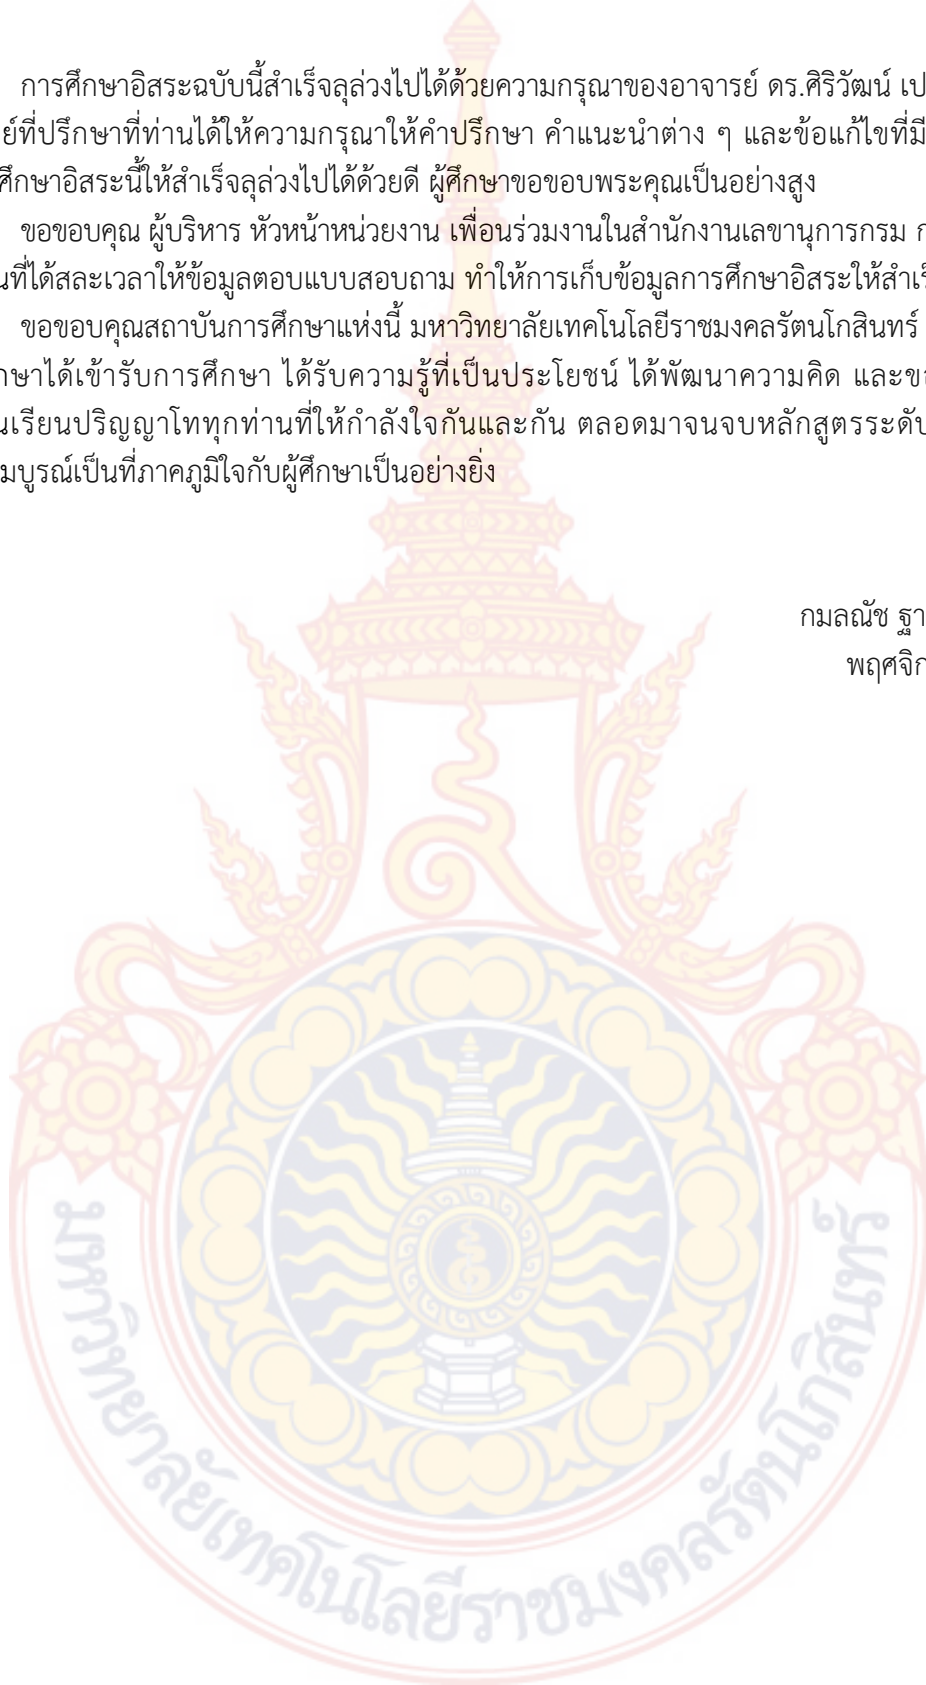 การศึกษาอิสระฉบับนี้สำเร็จลุล่วงไปได้ด้วยความกรุณาของอาจารย์ ดร.ศิริวัฒน์ เป
ย์ที่ปรึกษาที่ท่านได้ให้ความกรุณาให้คำปรึกษา คำแนะนำต่าง ๆ และข้อแก้ไขที่มี
ศึกษาอิสระนี้ให้สำเร็จลุล่วงไปได้ด้วยดี ผู้ศึกษาขอขอบพระคุณเป็นอย่างสูง
ขอขอบคุณ ผู้บริหาร หัวหน้าหน่วยงาน เพื่อนร่วมงานในสำนักงานเลขานุการกรม ก
นที่ได้สละเวลาให้ข้อมูลตอบแบบสอบถาม ทำให้การเก็บข้อมูลการศึกษาอิสระให้สำเร็
ขอขอบคุณสถาบันการศึกษาแห่งนี้ มหาวิทยาลัยเทคโนโลยีราชมงคลรัตนโกสินทร์
กษาได้เข้ารับการศึกษา ได้รับความรู้ที่เป็นประโยชน์ ได้พัฒนาความคิด และขอ
นเรียนปริญญาโททุกท่านที่ให้กำลังใจกันและกัน ตลอดมาจนจบหลักสูตรระดับ
มบูรณ์เป็นที่ภาคภูมิใจกับผู้ศึกษาเป็นอย่างยิ่ง
กมลณัช ฐา
พฤศจิก
มหาวิทยาลัยเทคโนโลยีราชมงคลรัตนโกสินทร์